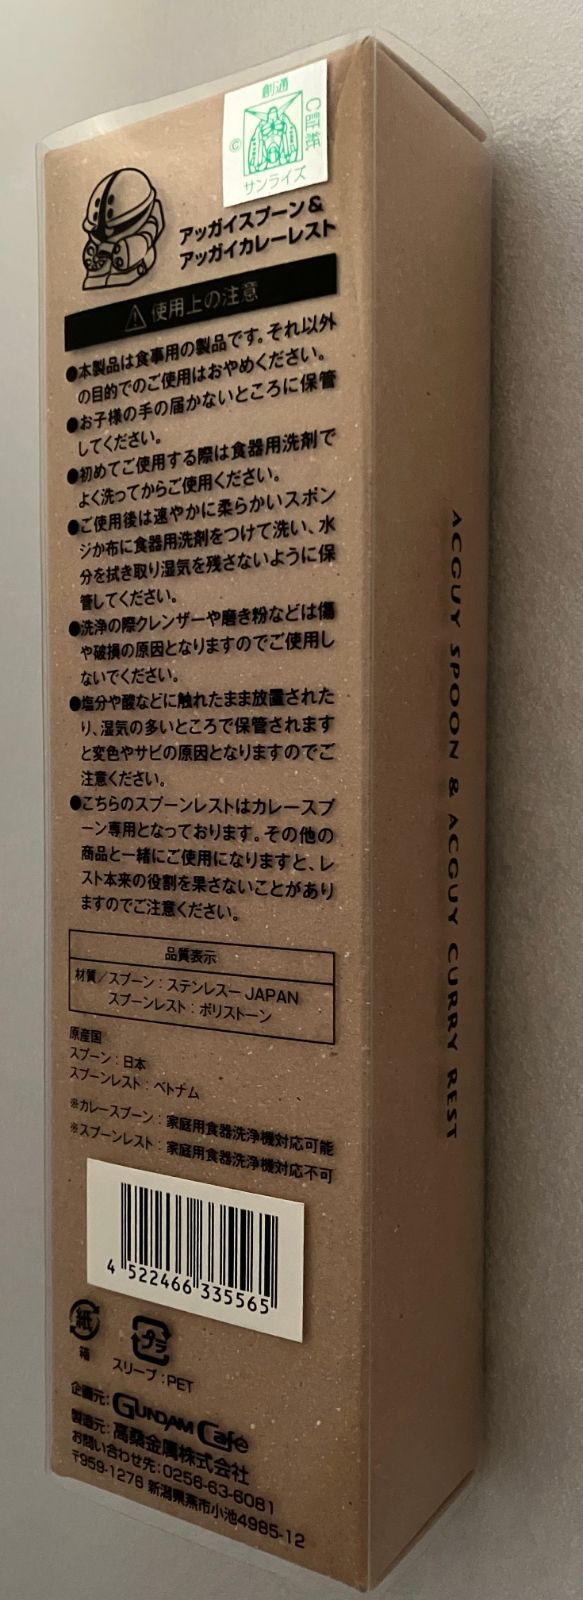 創通
©
C証紙
サンライズ
アッガイスプーン&
アッガイカレーレスト
使用上の注意
●本製品は食事用の製品です。それ以外
の目的でのご使用はおやめください。
●お子様の手の届かないところに保管
してください。
●初めてご使用する際は食器用洗剤で
よく洗ってからご使用ください。
●ご使用後は速やかに柔らかいスポン
ジか布に食器用洗剤をつけて洗い、水
分を拭き取り湿気を残さないように保
管してください。
●洗浄の際クレンザーや磨き粉などは傷
や破損の原因となりますのでご使用し
ないでください。
●塩分や酸などに触れたまま放置された
り、湿気の多いところで保管されます
と変色やサビの原因となりますのでご
注意ください。
●こちらのスプーンレストはカレースプ
ーン専用となっております。その他の
商品と一緒にご使用になりますと、レ
スト本来の役割を果さないことがあり
ますのでご注意ください。
品質表示
材質/スプーン:ステンレスー JAPAN
スプーンレスト:ポリストーン
原産国
スプーン:日本
スプーンレスト:ベトナム
※カレースプーン:家庭用食器洗浄機対応可能
※スプーンレスト:家庭用食器洗浄機対応不可
4 522466 335565
紙
箱
プラ
スリーブ:PET
企画元:GUNDAM Cafe
製造元:高桑金属株式会社
お問い合わせ先:0256-63-6081
〒959-1276 新潟県燕市小池4985-12
ACGUY SPOON & ACGUY CURRY REST